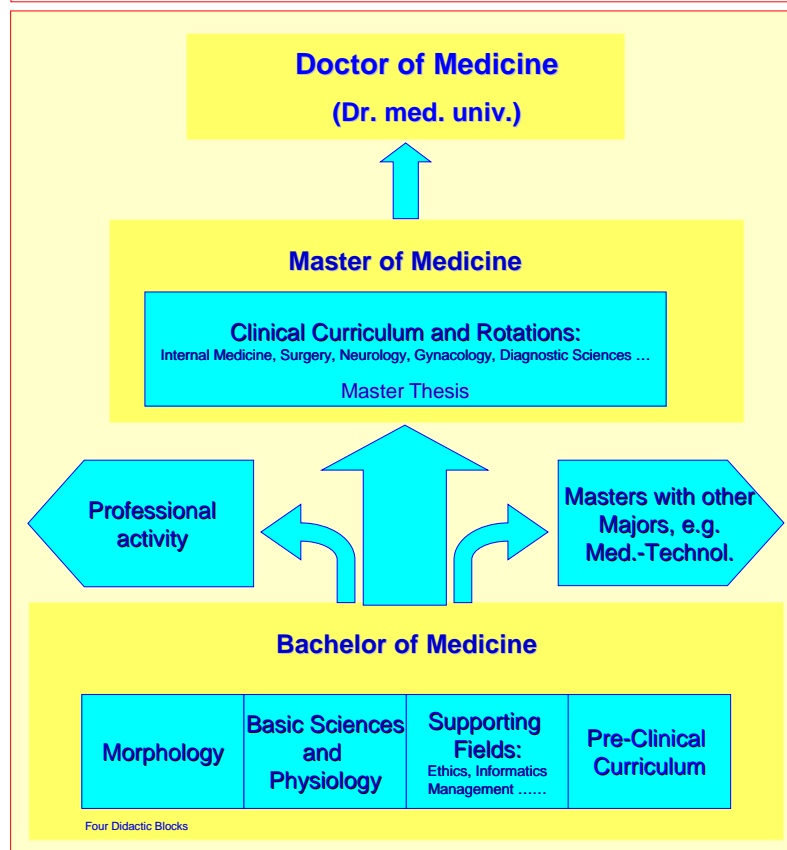 Doctor of Medicine
(Dr. med. univ.)
Master of Medicine
Clinical Curriculum and Rotations:
Internal Medicine, Surgery, Neurology, Gynacology, Diagnostic Sciences ...
Master Thesis
Professional
activity
Masters with other
Majors, e.g.
Med.-Technol.
Bachelor of Medicine
Morphology
Basic Sciences
and
Physiology
Supporting
Fields:
Ethics, Informatics
Management ......
Pre-Clinical
Curriculum
Four Didactic Blocks